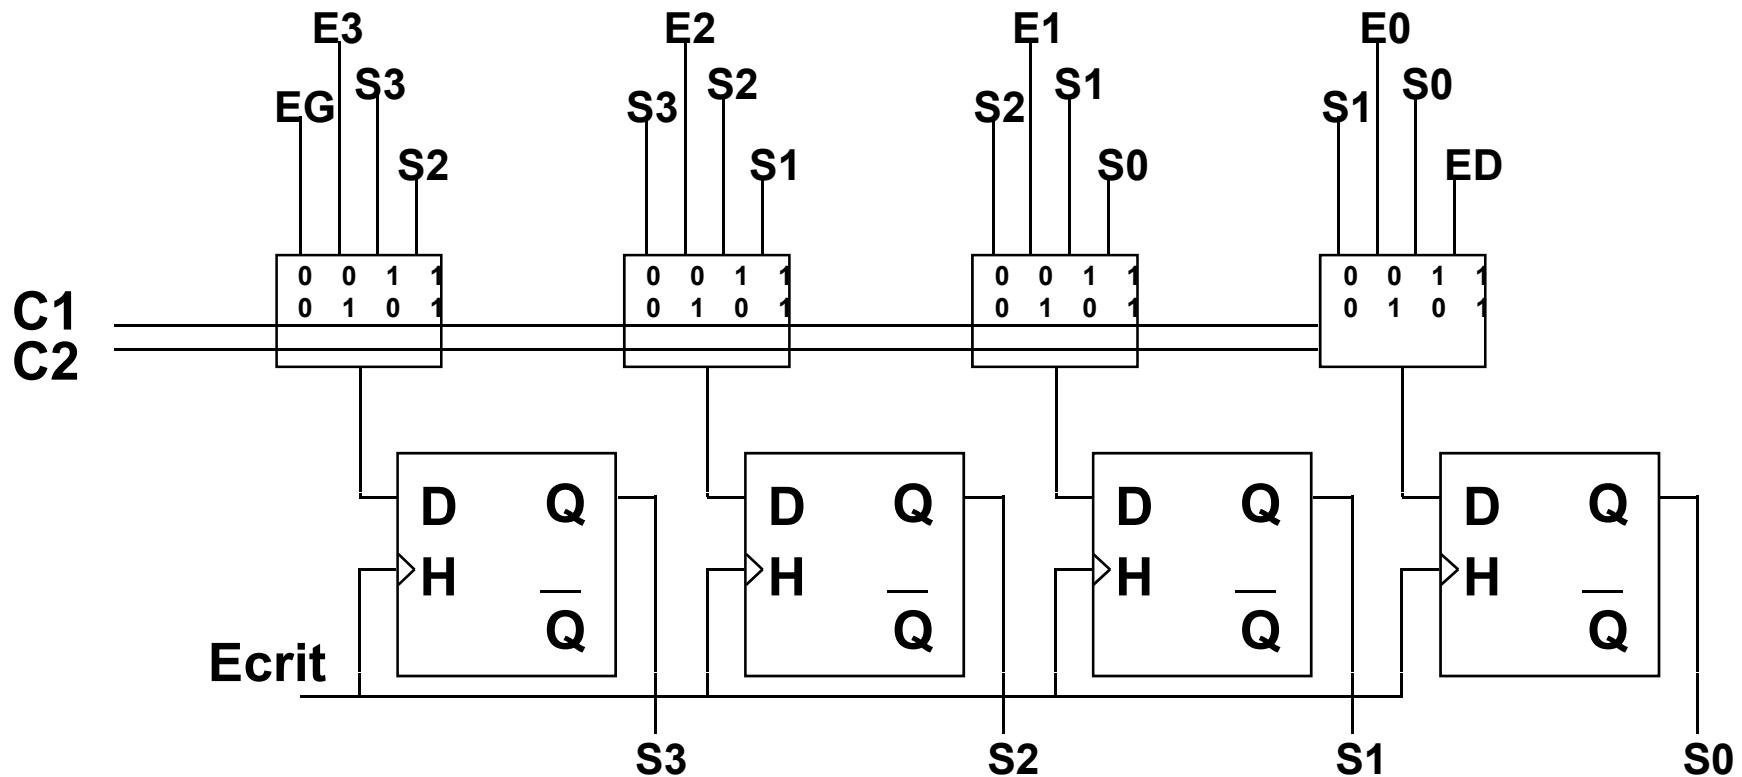 E3 E2 E1 E0
S3 S2 S1 S0
EG S3 S2 S1
S2 S1 S0 ED
0 0 1 1 0 0 1 1 0 0 1 1 0 0 1 1
0 1 0 1 0 1 0 1 0 1 0 1 0 1 0 1
C1
C2
D Q D Q D Q D Q
H H H H
Q Q Q Q
Ecrit
S3 S2 S1 S0